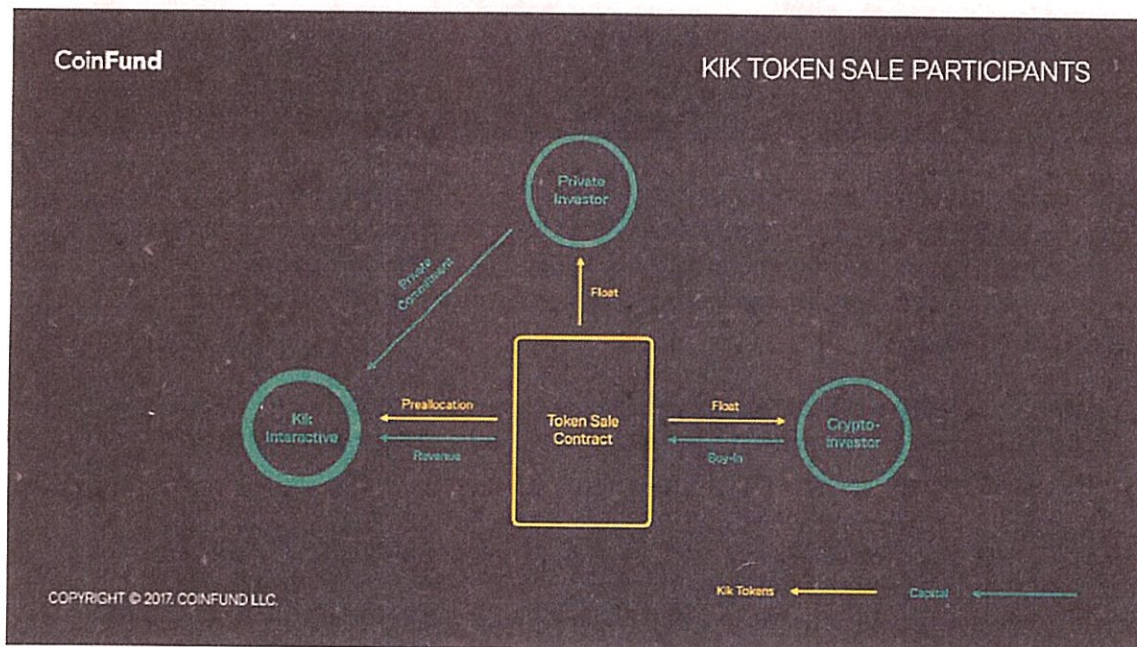 CoinFund
KIK TOKEN SALE PARTICIPANTS
Private
Investor
Private
Commitment
Float
Kik
Interactive
Preallocation
Revenue
Token Sale
Contract
Float
Buy-In
Crypto-
investor
COPYRIGHT © 2017. COINFUND LLC.
Kik Tokens
Capital